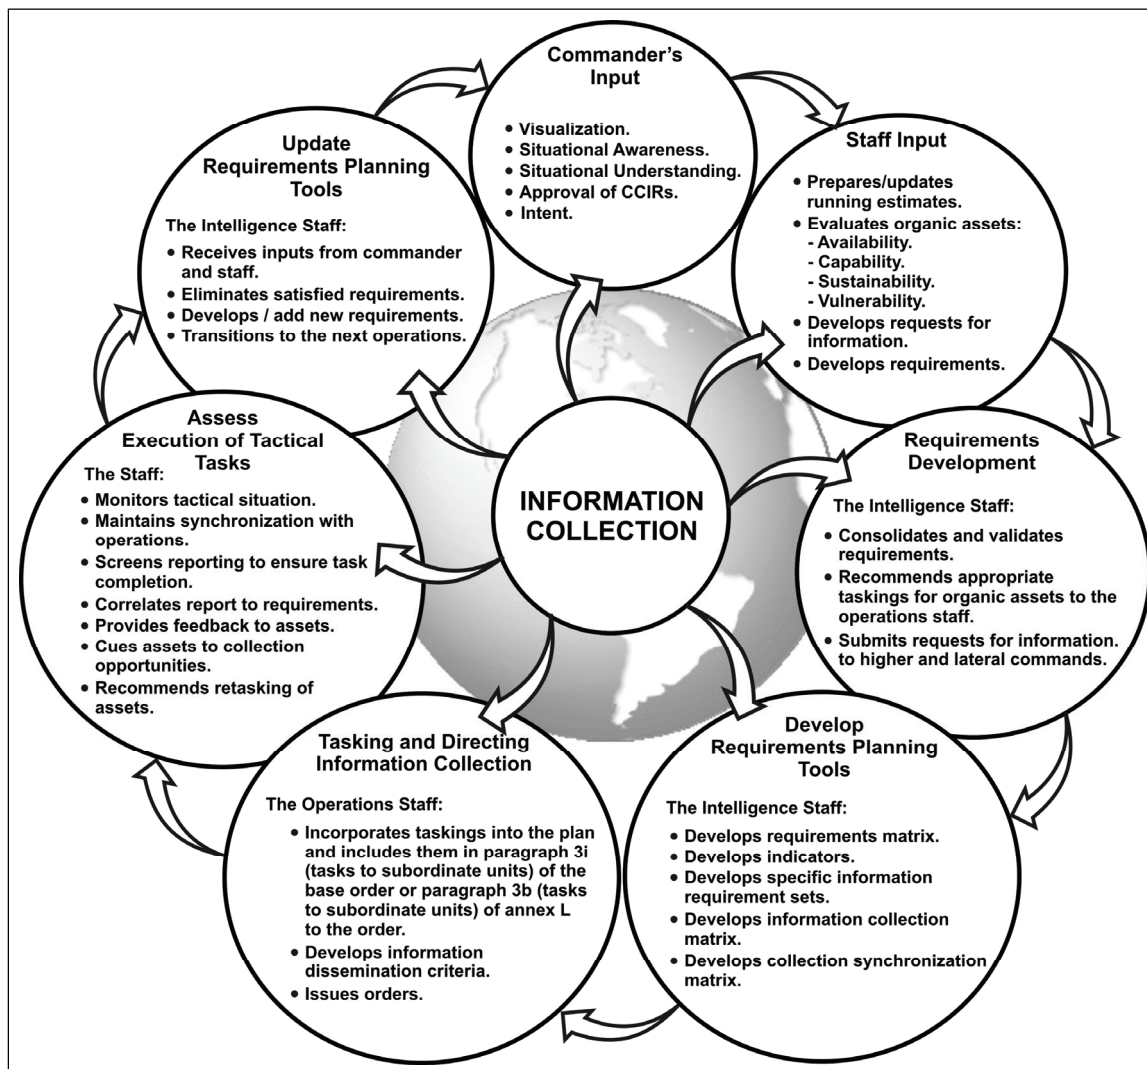 Commander's
Input
• Visualization.
• Situational Awareness.
• Situational Understanding.
• Approval of CCIRs.
• Intent.
Staff Input
• Prepares/updates
running estimates.
• Evaluates organic assets:
- Availability.
- Capability.
- Sustainability.
- Vulnerability.
• Develops requests for
information.
• Develops requirements.
Requirements
Development
The Intelligence Staff:
• Consolidates and validates
requirements.
• Recommends appropriate
taskings for organic assets to the
operations staff.
• Submits requests for information.
to higher and lateral commands.
Develop
Requirements Planning
Tools
The Intelligence Staff:
• Develops requirements matrix.
• Develops indicators.
• Develops specific information
requirement sets.
• Develops information collection
matrix.
• Develops collection synchronization
matrix.
Tasking and Directing
Information Collection
The Operations Staff:
• Incorporates taskings into the plan
and includes them in paragraph 3i
(tasks to subordinate units) of the
base order or paragraph 3b (tasks
to subordinate units) of annex L
to the order.
• Develops information
dissemination criteria.
• Issues orders.
Assess
Execution of Tactical
Tasks
The Staff:
• Monitors tactical situation.
• Maintains synchronization with
operations.
• Screens reporting to ensure task
completion.
• Correlates report to requirements.
• Provides feedback to assets.
• Cues assets to collection
opportunities.
• Recommends retasking of
assets.
Update
Requirements Planning
Tools
The Intelligence Staff:
• Receives inputs from commander
and staff.
• Eliminates satisfied requirements.
• Develops / add new requirements.
• Transitions to the next operations.
INFORMATION
COLLECTION